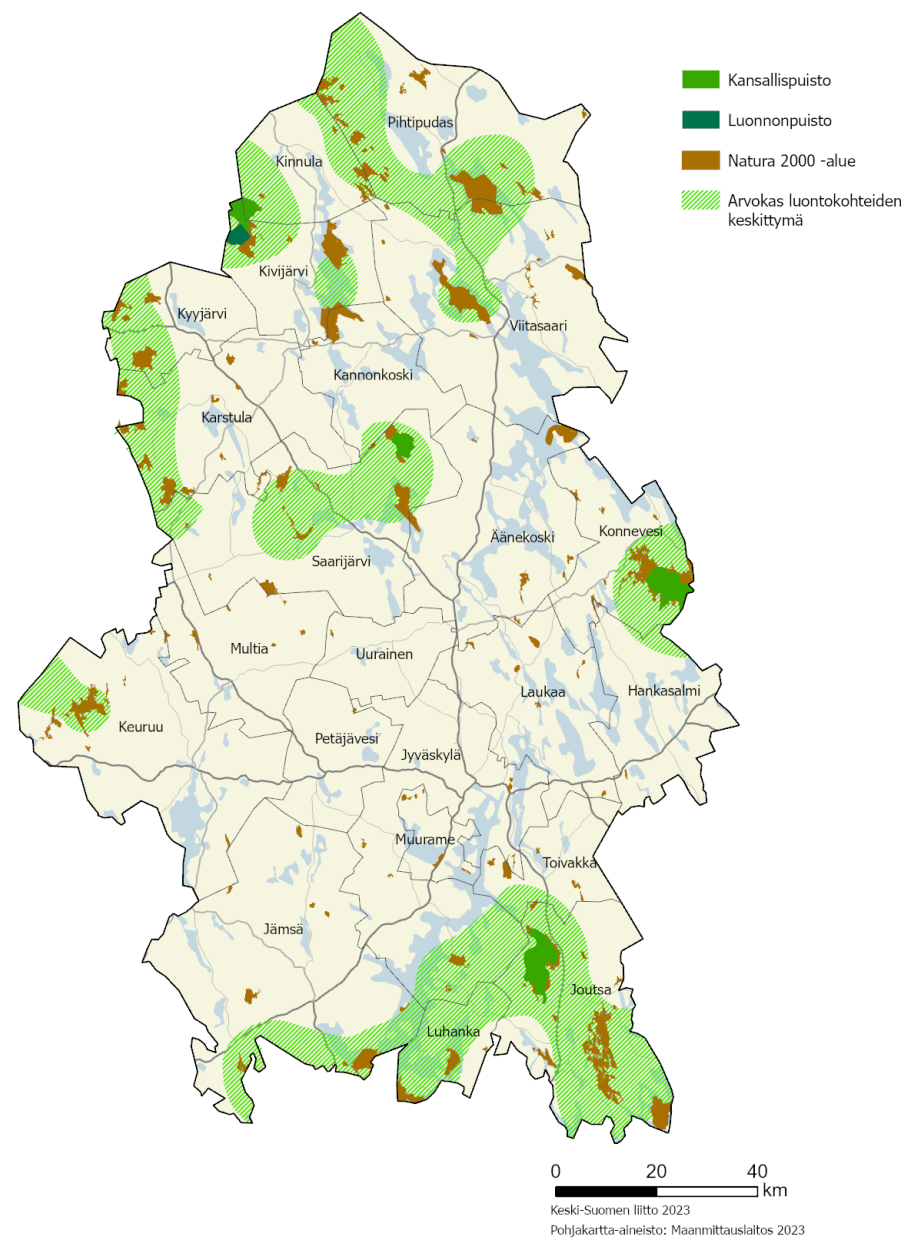 Kansallispuisto
Luonnonpuisto
Natura 2000 -alue
Arvokas luontokohteiden
keskittymä
Pihtipudas
Kinnula
Kivijärvi
Kyyjärvi
Viitasaari
Kannonkoski
Karstula
Konnevesi
Äänekoski
Saarijärvi
Multia
Uurainen
Laukaa
Hankasalmi
Keuruu
Petäjävesi
Jyväskylä
Muurame
Toivakka
Jämsä
Joutsa
Luhanka
0 20 40
km
Keski-Suomen liitto 2023
Pohjakartta-aineisto: Maanmittauslaitos 2023